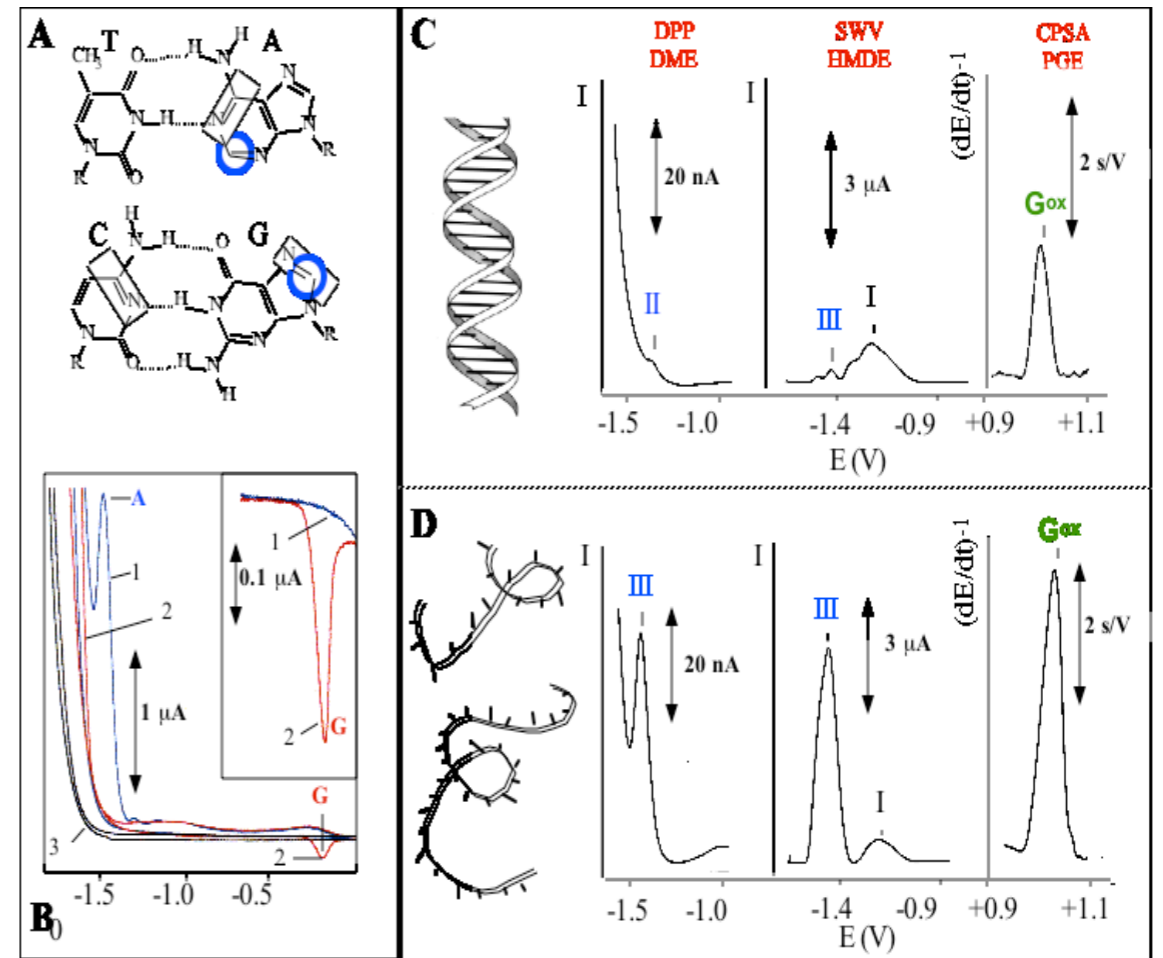 A
T
A
CH3
O
H
H
N
N
N
H
N
N
N
N
R
O
R
H
N
H
O
C
G
N
N
H
N
N
N
N
R
R
O
H
N
H
A
1
2
1 μA
3
0.1 μA
1
2
G
G
2
-1.5 -1.0 -0.5
B0
C
DPP
DME
SWV
HMDE
CPSA
PGE
I
20 nA
II
-1.5 -1.0
I
3 μA
III
I
-1.4 -0.9
E (V)
(dE/dt)-1
2 s/V
Gox
+0.9 +1.1
D
I
III
20 nA
-1.5 -1.0
I
III
3 μA
I
-1.4 -0.9
E (V)
(dE/dt)-1
Gox
2 s/V
+0.9 +1.1